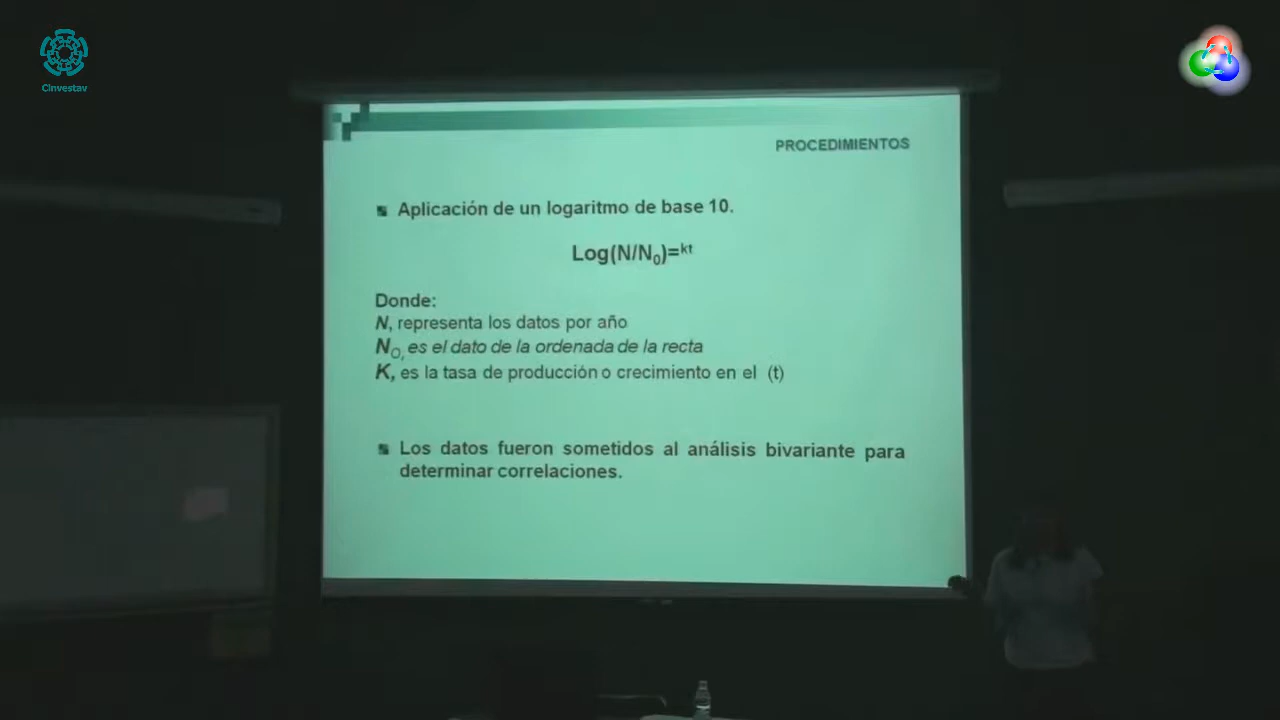 Cinvestav
PROCEDIMIENTOS
Aplicación de un logaritmo de base 10.
Log(N/N₀)=ᵏᵗ
Donde:
N, representa los datos por año
N_O, es el dato de la ordenada de la recta
K, es la tasa de producción o crecimiento en el (t)
Los datos fueron sometidos al análisis bivariante para
determinar correlaciones.